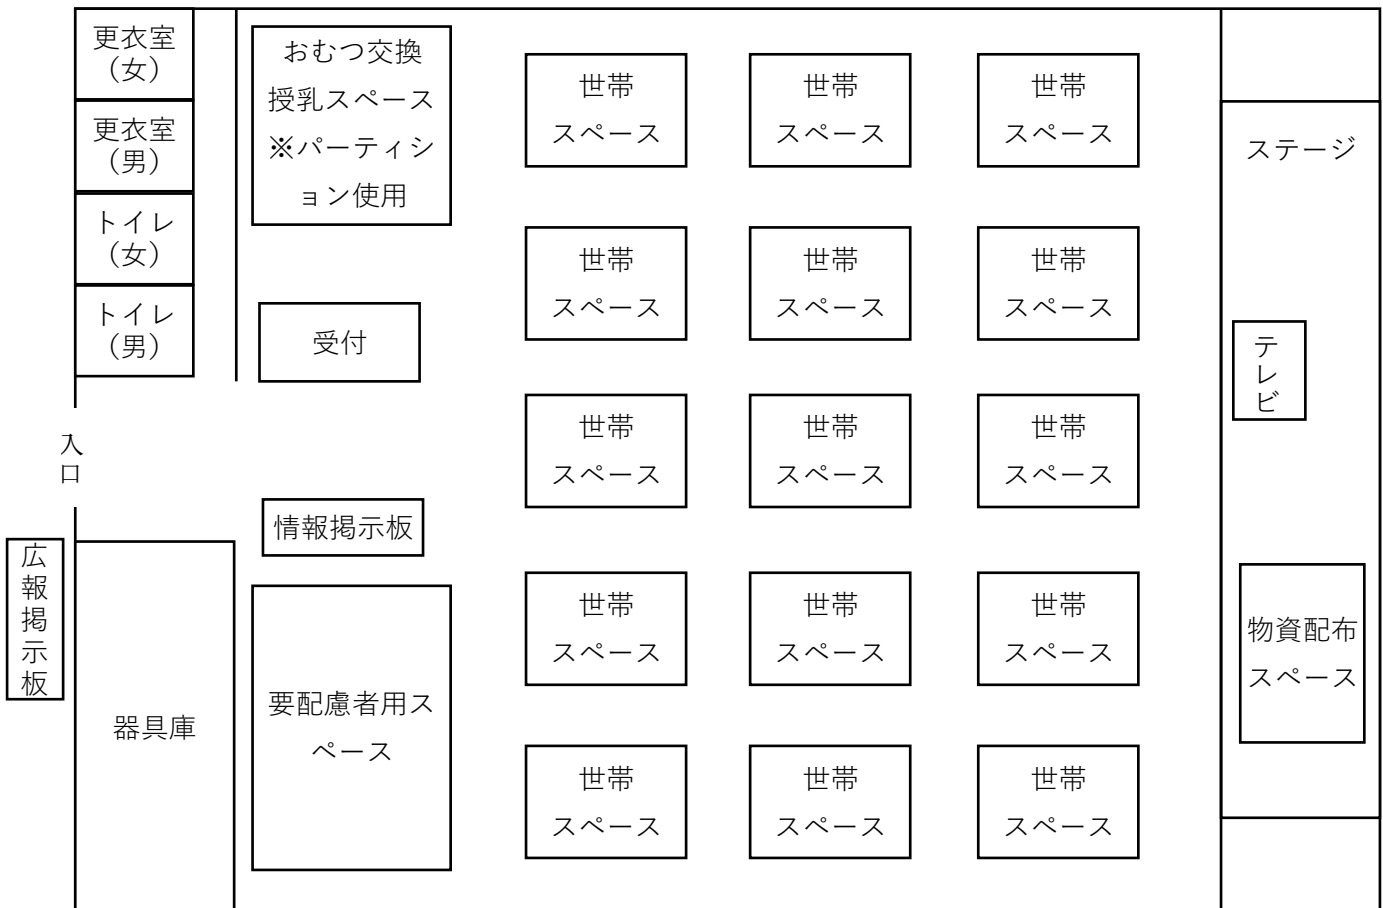 更衣室
（女）
更衣室
（男）
トイレ
（女）
トイレ
（男）
入口
広報掲示板
器具庫
おむつ交換
授乳スペース
※パーティシ
ョン使用
受付
情報掲示板
要配慮者用ス
ペース
世帯
スペース
世帯
スペース
世帯
スペース
世帯
スペース
世帯
スペース
世帯
スペース
世帯
スペース
世帯
スペース
世帯
スペース
世帯
スペース
世帯
スペース
世帯
スペース
世帯
スペース
世帯
スペース
世帯
スペース
ステージ
テレビ
物資配布
スペース